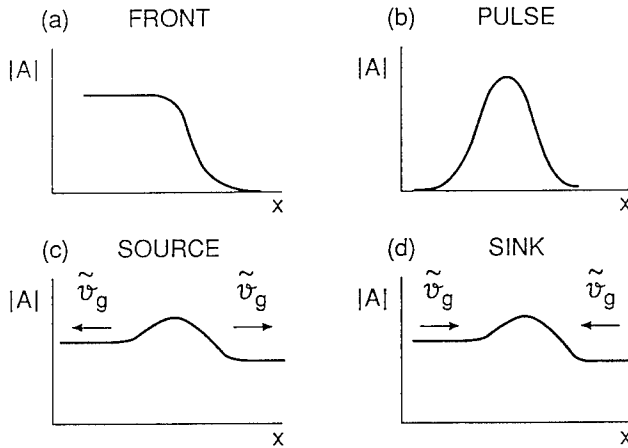 (a) FRONT
|A|
x
(b) PULSE
|A|
x
(c) SOURCE
|A|
ṽg
ṽg
x
(d) SINK
|A|
ṽg
ṽg
x